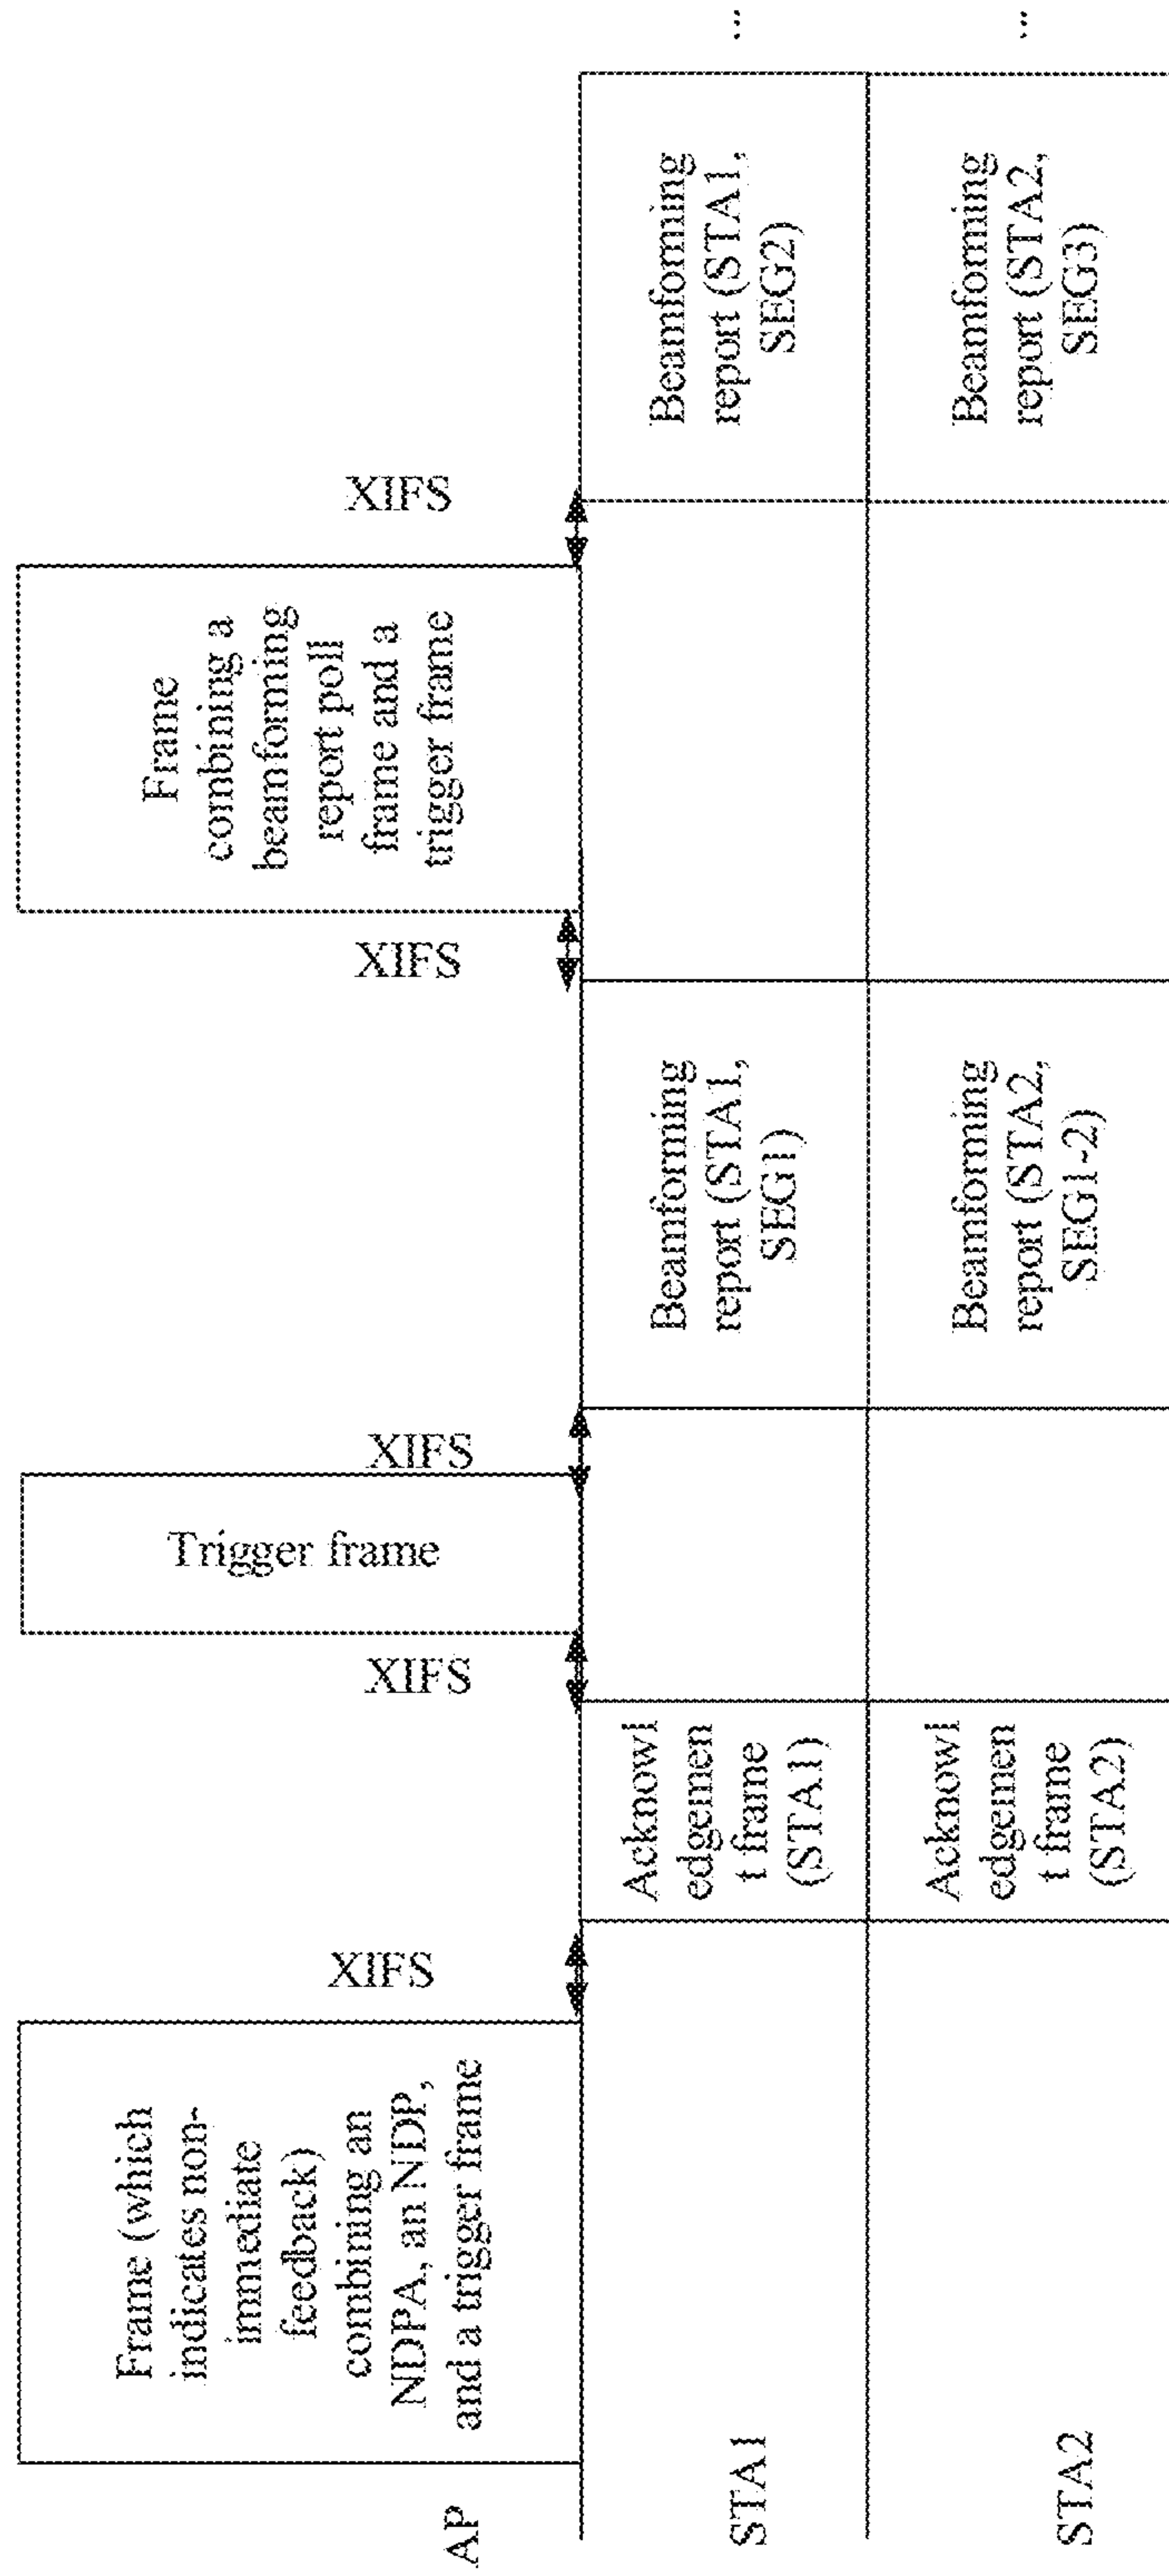 AP
Frame (which
indicates non-
immediate
feedback)
combining an
NDPA, an NDP,
and a trigger frame
XIFS
XIFS
Trigger frame
XIFS
XIFS
Frame
combining a
beamforming
report poll
frame and a
trigger frame
XIFS
STA1
Acknowl
edgemen
t frame
(STA1)
Beamforming
report (STA1,
SEG1)
Beamforming
report (STA1,
SEG2)
...
STA2
Acknowl
edgemen
t frame
(STA2)
Beamforming
report (STA2,
SEG1-2)
Beamforming
report (STA2,
SEG3)
...